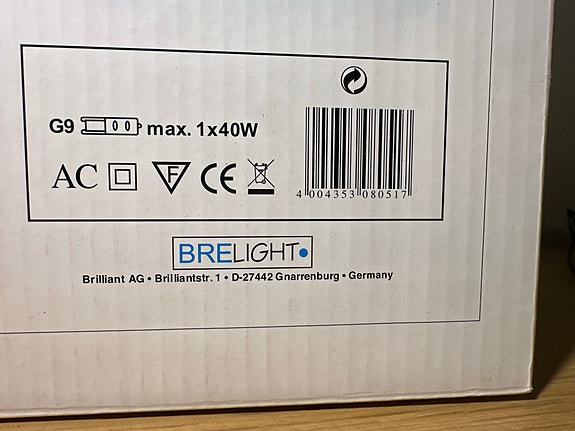 G9 max. 1x40W
AC F CE
4 004353 080517
BRELIGHT
Brilliant AG • Brilliantstr. 1 • D-27442 Gnarrenburg • Germany